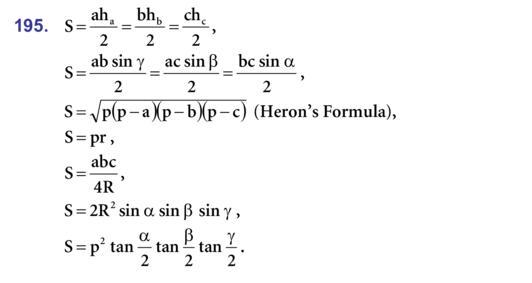 195. S = ah_a/2 = bh_b/2 = ch_c/2,
S = ab sin γ/2 = ac sin β/2 = bc sin α/2,
S = √(p(p − a)(p − b)(p − c)) (Heron's Formula),
S = pr,
S = abc/4R,
S = 2R² sin α sin β sin γ,
S = p² tan α/2 tan β/2 tan γ/2.